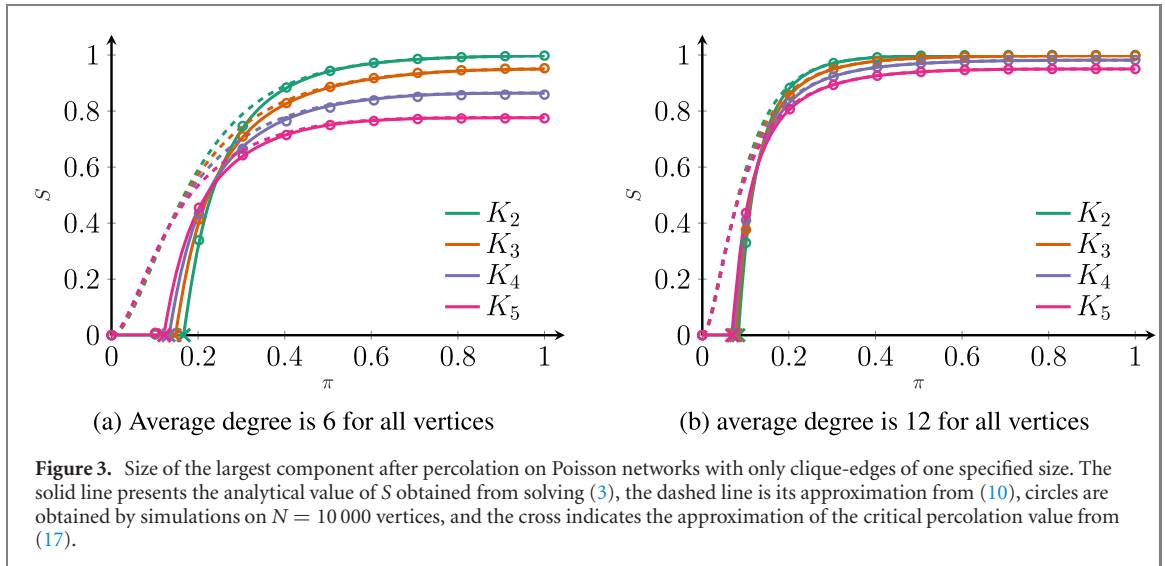 1
0.8
0.6
0.4
0.2
0
S
0 0.2 0.4 0.6 0.8 1
π
K2
K3
K4
K5
(a) Average degree is 6 for all vertices
1
0.8
0.6
0.4
0.2
0
S
0 0.2 0.4 0.6 0.8 1
π
K2
K3
K4
K5
(b) average degree is 12 for all vertices
Figure 3. Size of the largest component after percolation on Poisson networks with only clique-edges of one specified size. The
solid line presents the analytical value of S obtained from solving (3), the dashed line is its approximation from (10), circles are
obtained by simulations on N = 10 000 vertices, and the cross indicates the approximation of the critical percolation value from
(17).